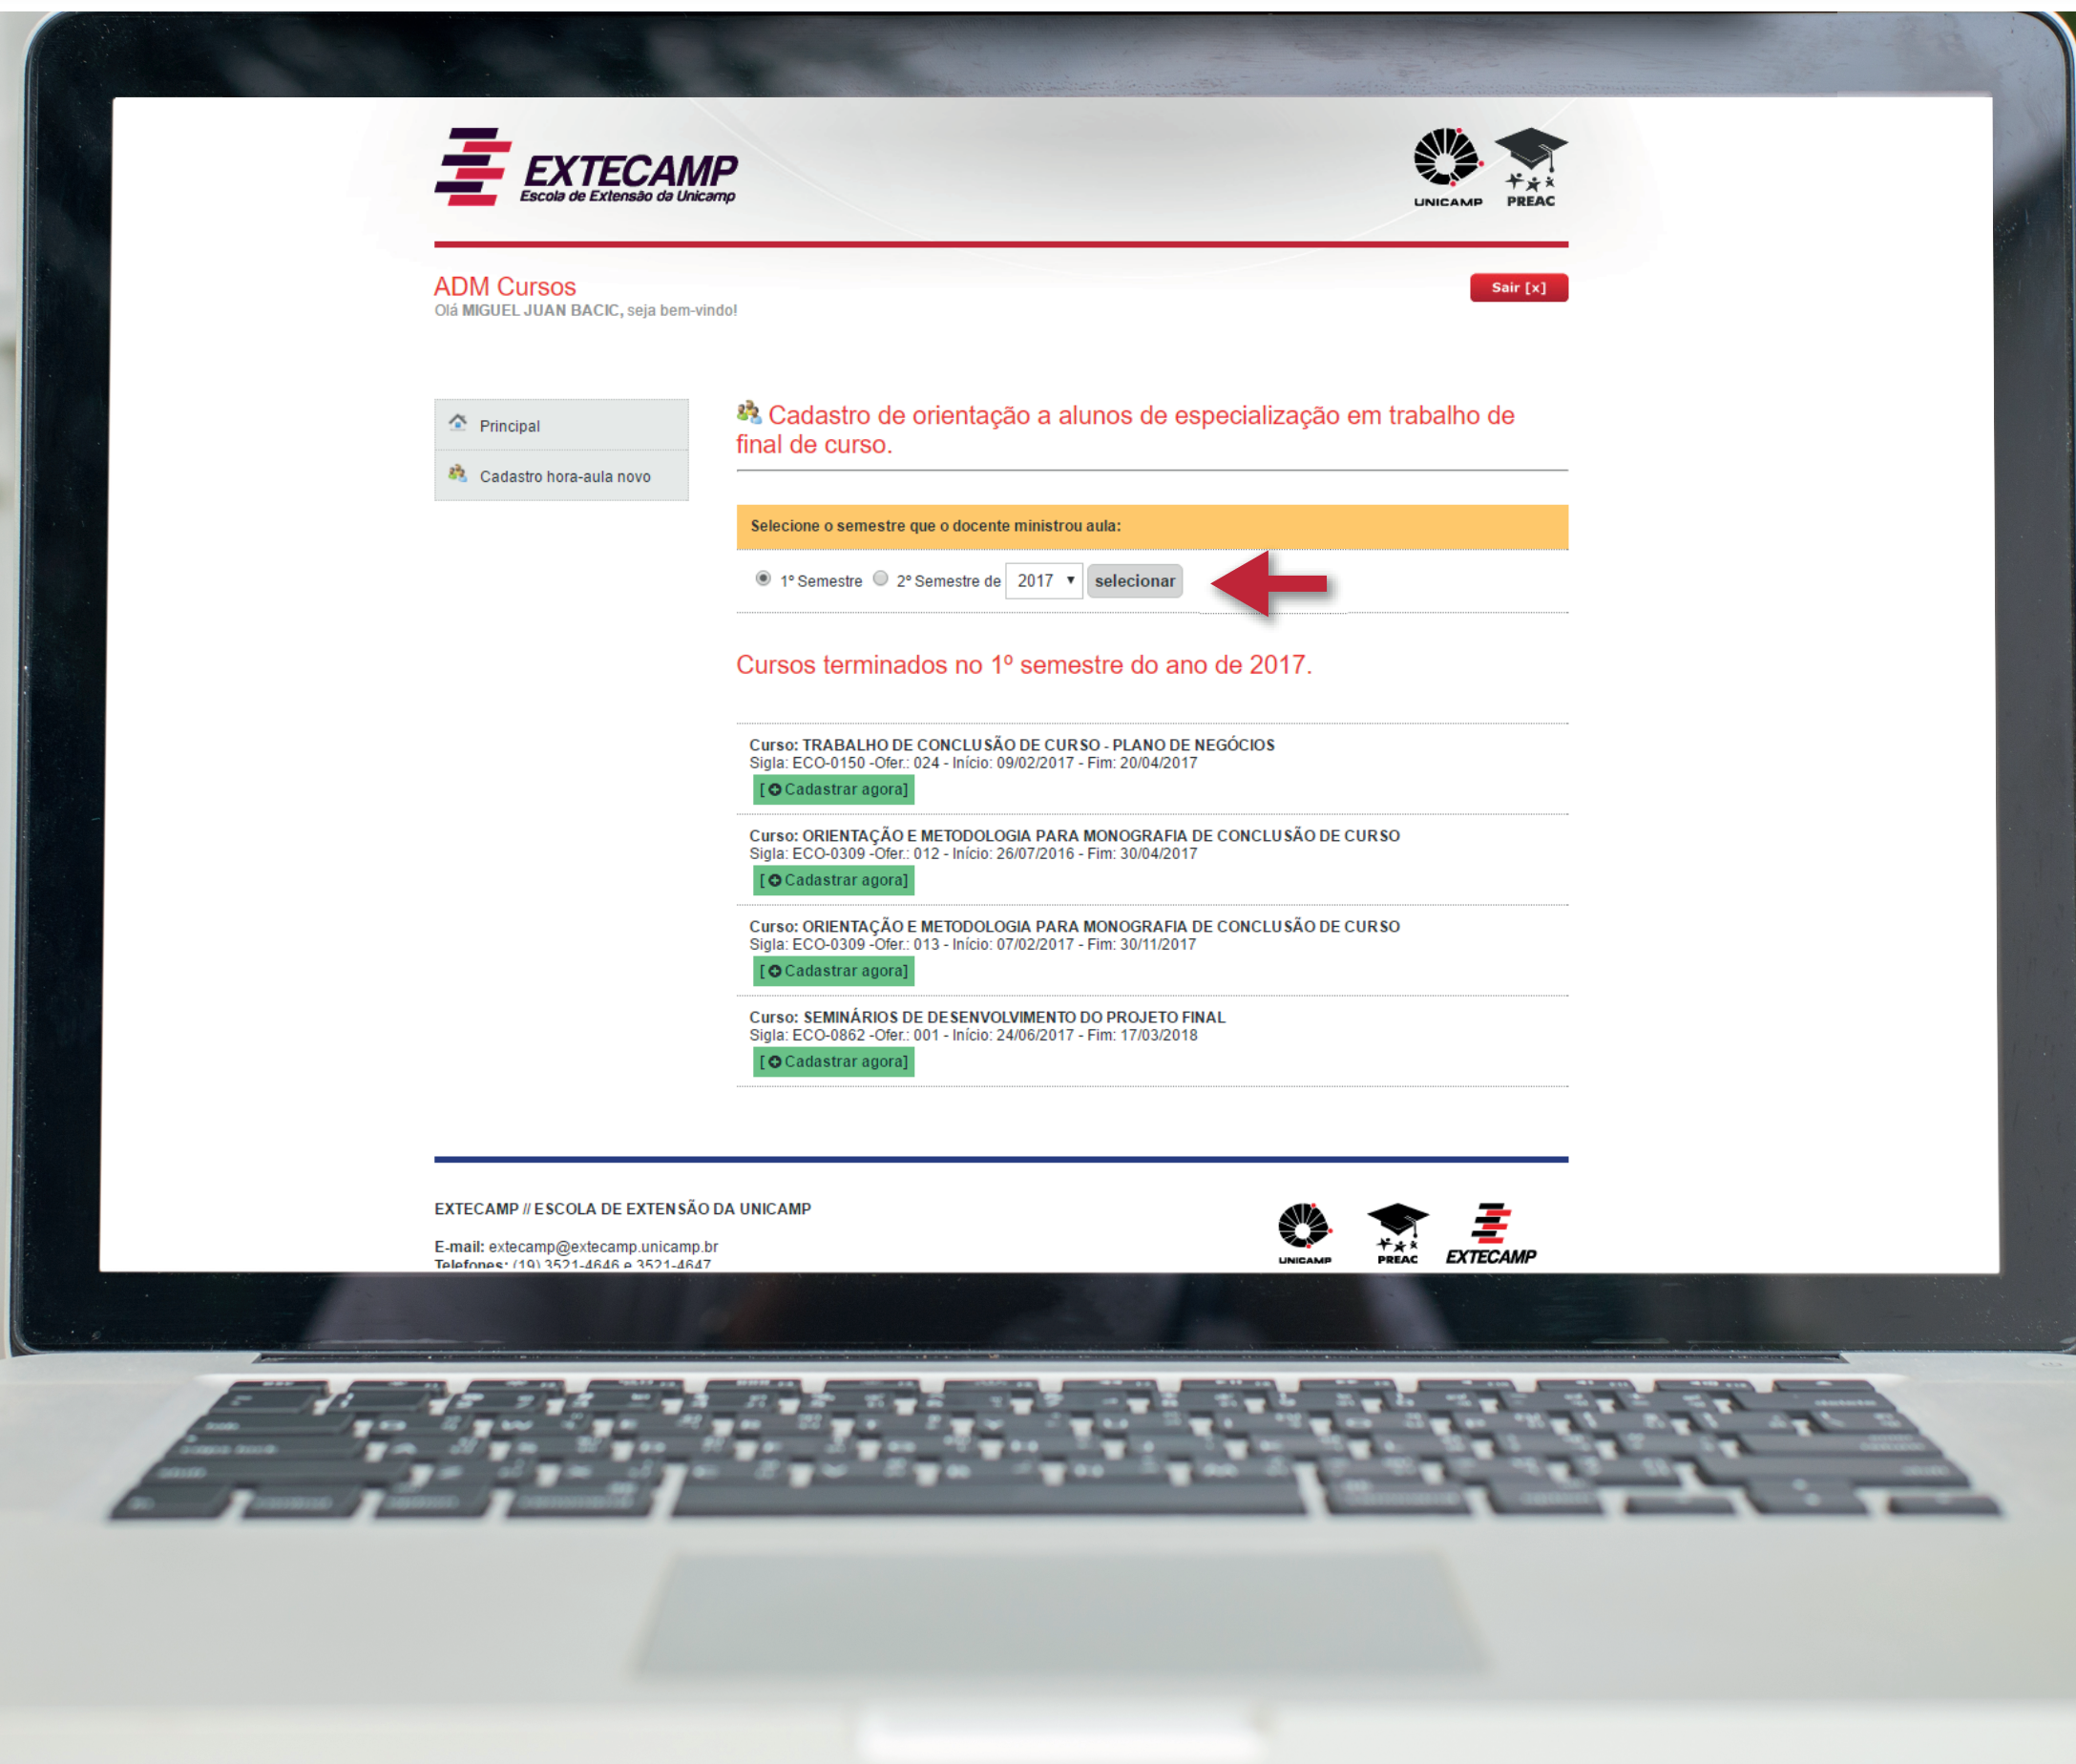 EXTECAMP
Escola de Extensão da Unicamp
UNICAMP
PREAC
ADM Cursos
Olá MIGUEL JUAN BACIC, seja bem-vindo!
Sair [x]
Principal
Cadastro hora-aula novo
Cadastro de orientação a alunos de especialização em trabalho de
final de curso.
Selecione o semestre que o docente ministrou aula:
1º Semestre 2º Semestre de 2017 selecionar
Cursos terminados no 1º semestre do ano de 2017.
Curso: TRABALHO DE CONCLUSÃO DE CURSO - PLANO DE NEGÓCIOS
Sigla: ECO-0150 -Ofer.: 024 - Início: 09/02/2017 - Fim: 20/04/2017
[ Cadastrar agora]
Curso: ORIENTAÇÃO E METODOLOGIA PARA MONOGRAFIA DE CONCLUSÃO DE CURSO
Sigla: ECO-0309 -Ofer.: 012 - Início: 26/07/2016 - Fim: 30/04/2017
[ Cadastrar agora]
Curso: ORIENTAÇÃO E METODOLOGIA PARA MONOGRAFIA DE CONCLUSÃO DE CURSO
Sigla: ECO-0309 -Ofer.: 013 - Início: 07/02/2017 - Fim: 30/11/2017
[ Cadastrar agora]
Curso: SEMINÁRIOS DE DESENVOLVIMENTO DO PROJETO FINAL
Sigla: ECO-0862 -Ofer.: 001 - Início: 24/06/2017 - Fim: 17/03/2018
[ Cadastrar agora]
EXTECAMP // ESCOLA DE EXTENSÃO DA UNICAMP
E-mail: extecamp@extecamp.unicamp.br
Telefones: (19) 3521-4646 e 3521-4647
UNICAMP
PREAC
EXTECAMP